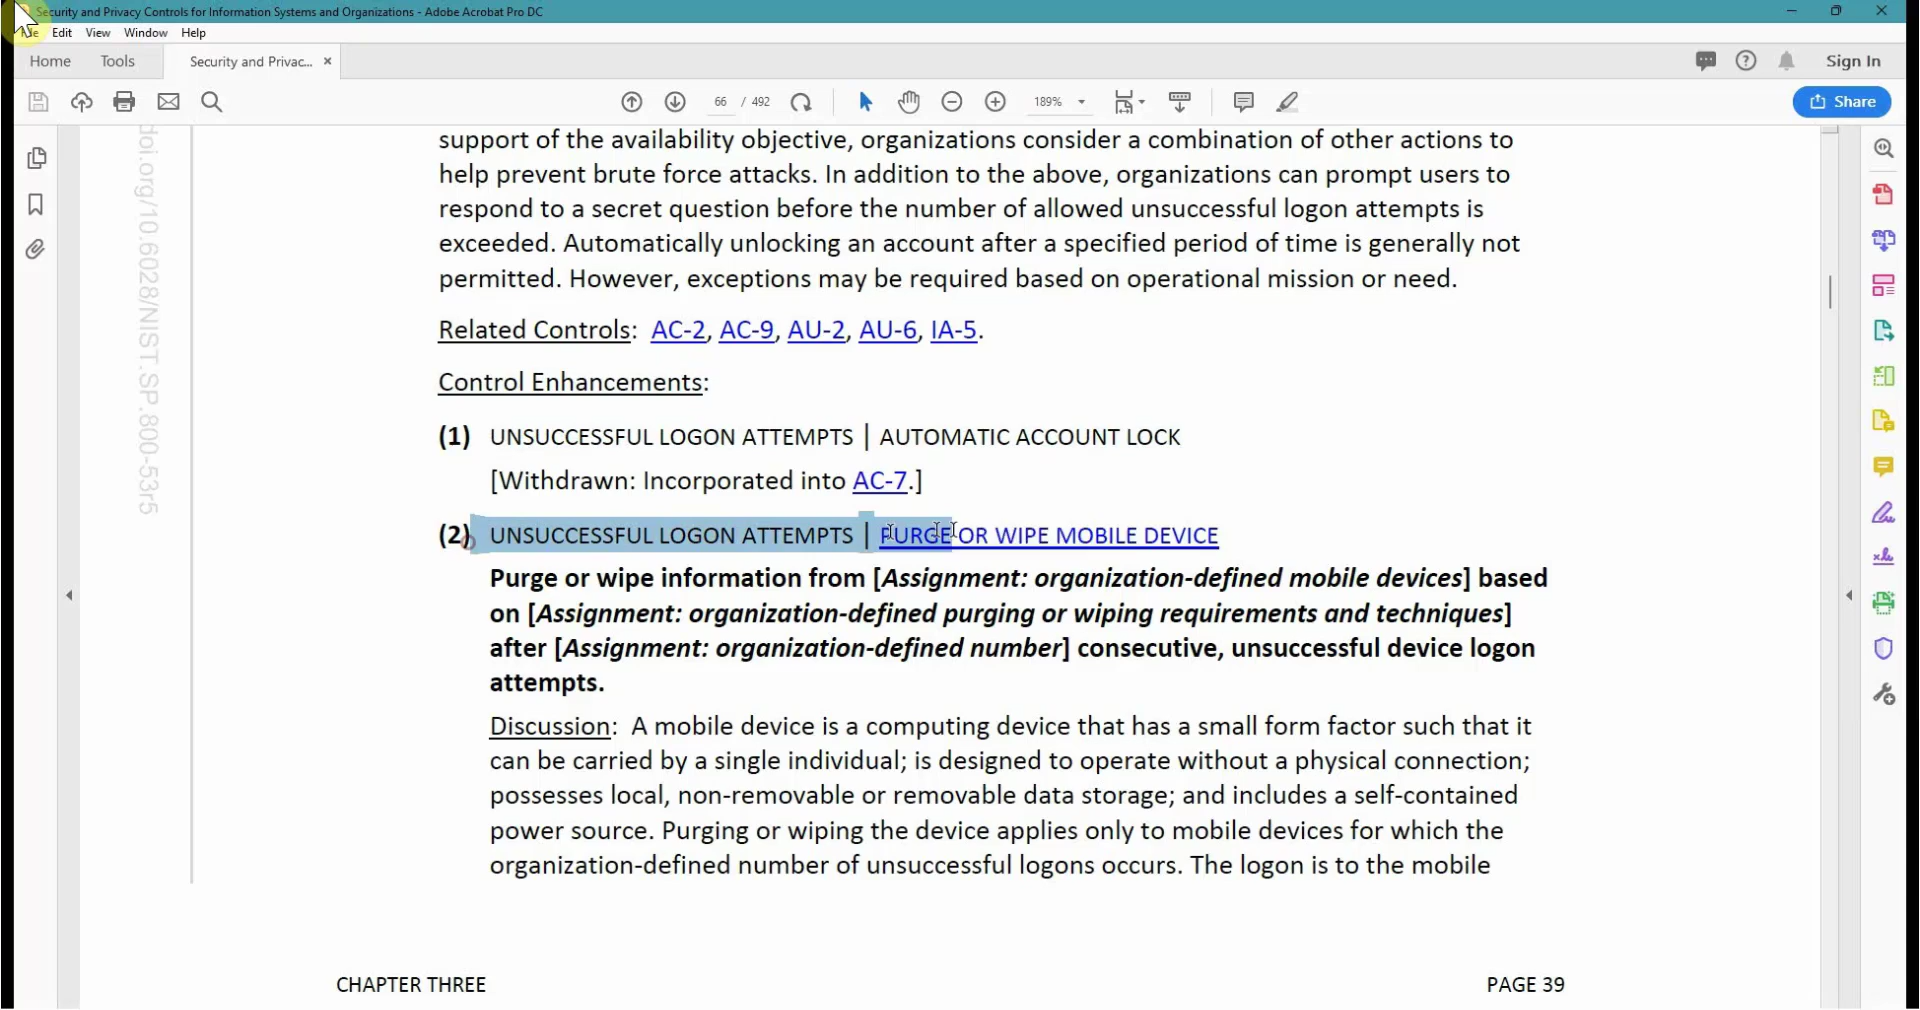 Security and Privacy Controls for Information Systems and Organizations - Adobe Acrobat Pro DC
File Edit View Window Help
Home Tools Security and Privac... × Sign In
66 / 492 189% Share
support of the availability objective, organizations consider a combination of other actions to
help prevent brute force attacks. In addition to the above, organizations can prompt users to
respond to a secret question before the number of allowed unsuccessful logon attempts is
exceeded. Automatically unlocking an account after a specified period of time is generally not
permitted. However, exceptions may be required based on operational mission or need.
Related Controls: AC-2, AC-9, AU-2, AU-6, IA-5.
Control Enhancements:
(1) UNSUCCESSFUL LOGON ATTEMPTS | AUTOMATIC ACCOUNT LOCK
[Withdrawn: Incorporated into AC-7.]
(2) UNSUCCESSFUL LOGON ATTEMPTS | PURGE OR WIPE MOBILE DEVICE
Purge or wipe information from [Assignment: organization-defined mobile devices] based
on [Assignment: organization-defined purging or wiping requirements and techniques]
after [Assignment: organization-defined number] consecutive, unsuccessful device logon
attempts.
Discussion: A mobile device is a computing device that has a small form factor such that it
can be carried by a single individual; is designed to operate without a physical connection;
possesses local, non-removable or removable data storage; and includes a self-contained
power source. Purging or wiping the device applies only to mobile devices for which the
organization-defined number of unsuccessful logons occurs. The logon is to the mobile
CHAPTER THREE PAGE 39
doi.org/10.6028/NIST.SP.800-53r5